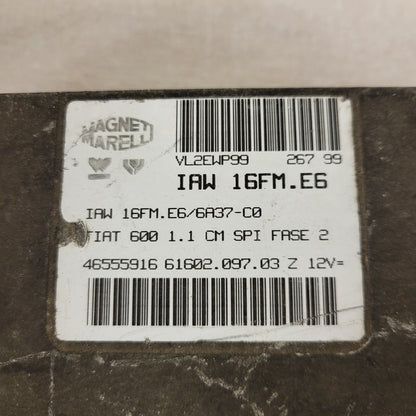 MAGNETI
MARELLI
VL2EWP99 267 99
IAW 16FM.E6
IAW 16FM.E6/6A37-C0
FIAT 600 1.1 CM SPI FASE 2
46555916 61602.097.03 Z 12V=